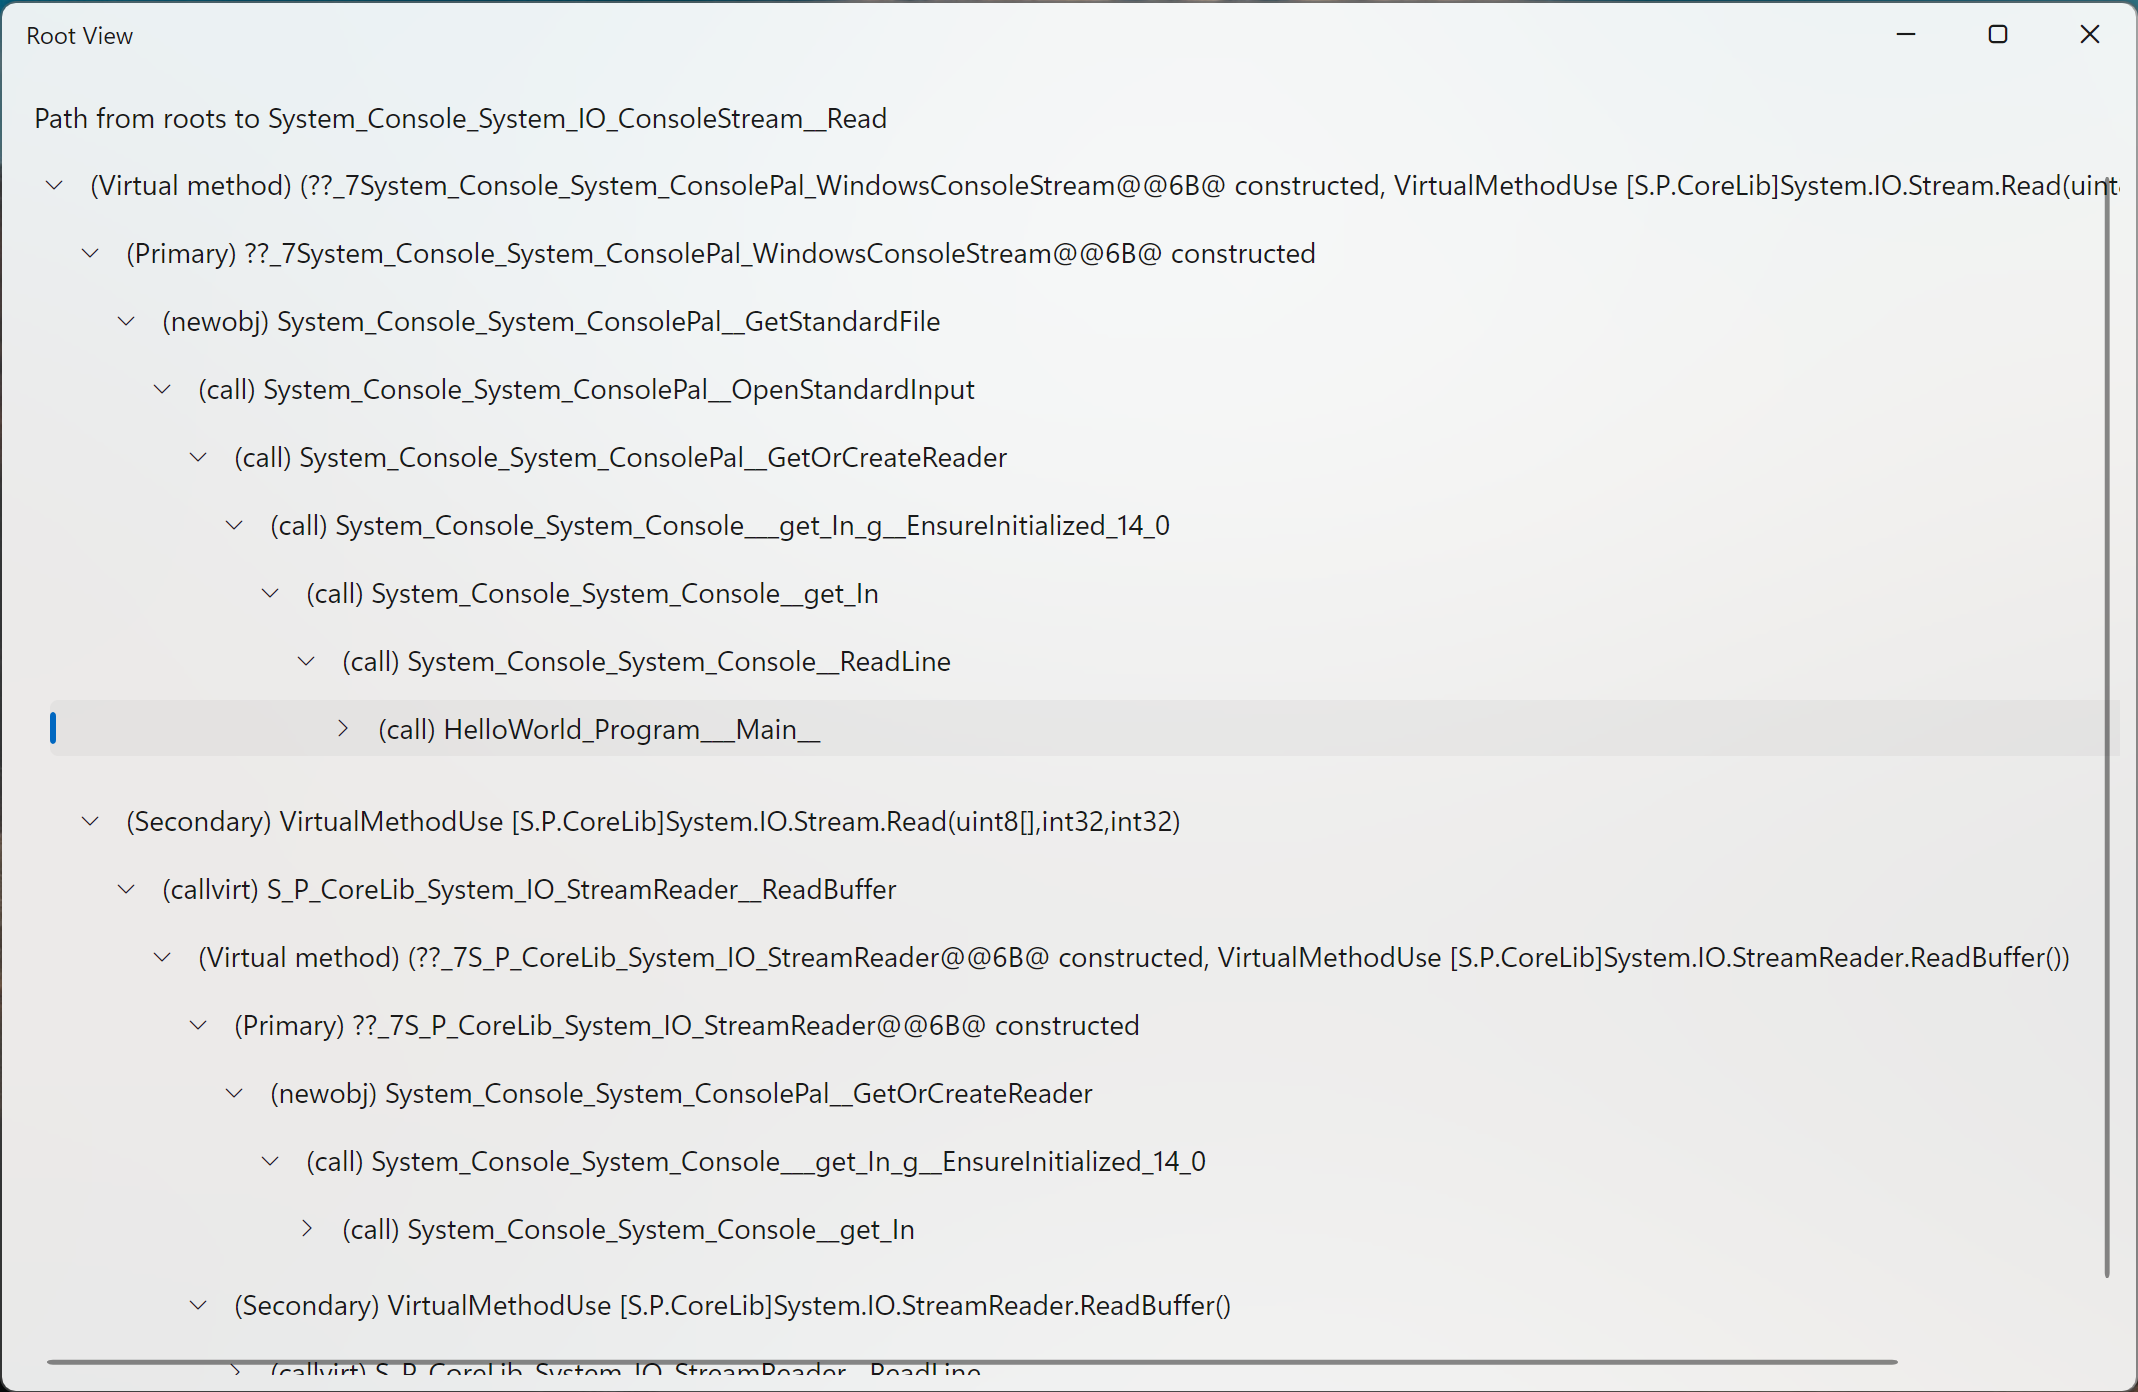 Root View
Path from roots to System_Console_System_IO_ConsoleStream__Read
(Virtual method) (??_7System_Console_System_ConsolePal_WindowsConsoleStream@@6B@ constructed, VirtualMethodUse [S.P.CoreLib]System.IO.Stream.Read(uint
(Primary) ??_7System_Console_System_ConsolePal_WindowsConsoleStream@@6B@ constructed
(newobj) System_Console_System_ConsolePal__GetStandardFile
(call) System_Console_System_ConsolePal__OpenStandardInput
(call) System_Console_System_ConsolePal__GetOrCreateReader
(call) System_Console_System_Console___get_In_g__EnsureInitialized_14_0
(call) System_Console_System_Console__get_In
(call) System_Console_System_Console__ReadLine
(call) HelloWorld_Program___Main__
(Secondary) VirtualMethodUse [S.P.CoreLib]System.IO.Stream.Read(uint8[],int32,int32)
(callvirt) S_P_CoreLib_System_IO_StreamReader__ReadBuffer
(Virtual method) (??_7S_P_CoreLib_System_IO_StreamReader@@6B@ constructed, VirtualMethodUse [S.P.CoreLib]System.IO.StreamReader.ReadBuffer())
(Primary) ??_7S_P_CoreLib_System_IO_StreamReader@@6B@ constructed
(newobj) System_Console_System_ConsolePal__GetOrCreateReader
(call) System_Console_System_Console___get_In_g__EnsureInitialized_14_0
(call) System_Console_System_Console__get_In
(Secondary) VirtualMethodUse [S.P.CoreLib]System.IO.StreamReader.ReadBuffer()
(callvirt) S_P_CoreLib_System_IO_StreamReader__ReadLine